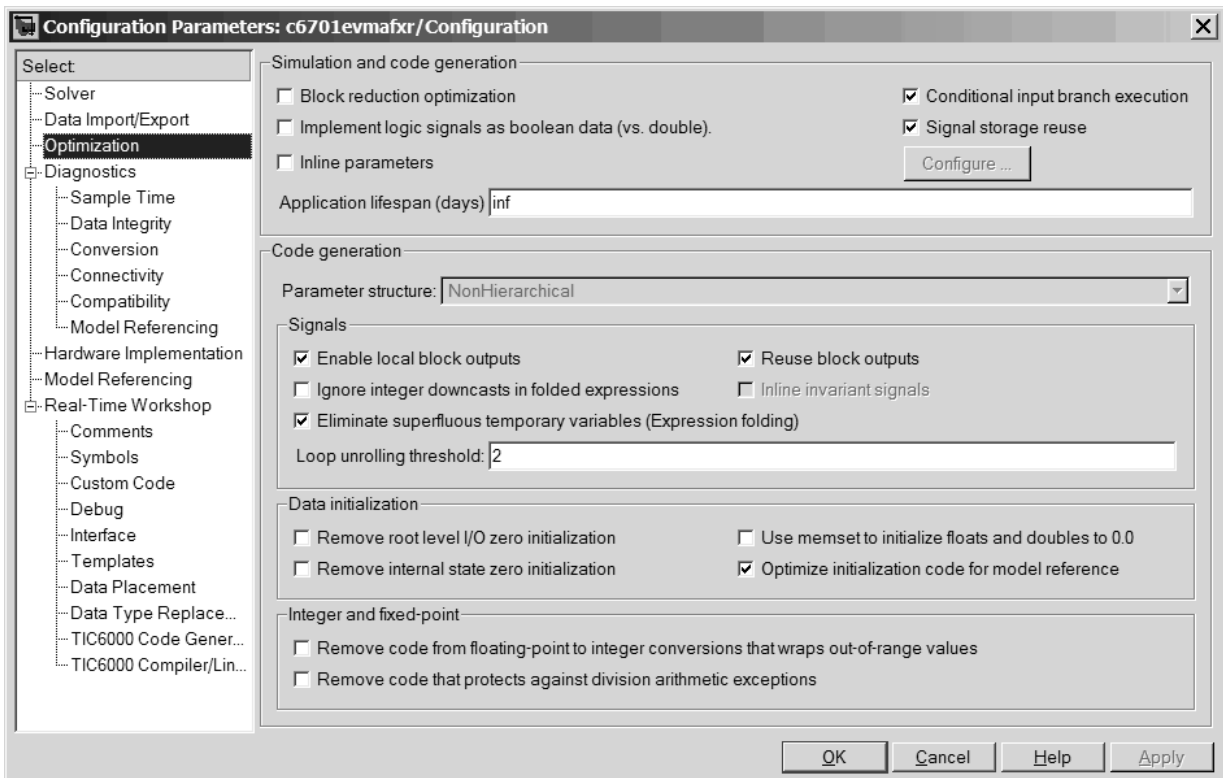 Configuration Parameters: c6701evmafxr/Configuration
Select:
Solver
Data Import/Export
Optimization
Diagnostics
Sample Time
Data Integrity
Conversion
Connectivity
Compatibility
Model Referencing
Hardware Implementation
Model Referencing
Real-Time Workshop
Comments
Symbols
Custom Code
Debug
Interface
Templates
Data Placement
Data Type Replace...
TIC6000 Code Gener...
TIC6000 Compiler/Lin...
Simulation and code generation
Block reduction optimization
Conditional input branch execution
Implement logic signals as boolean data (vs. double).
Signal storage reuse
Inline parameters
Configure ...
Application lifespan (days) inf
Code generation
Parameter structure: NonHierarchical
Signals
Enable local block outputs
Reuse block outputs
Ignore integer downcasts in folded expressions
Inline invariant signals
Eliminate superfluous temporary variables (Expression folding)
Loop unrolling threshold: 2
Data initialization
Remove root level I/O zero initialization
Use memset to initialize floats and doubles to 0.0
Remove internal state zero initialization
Optimize initialization code for model reference
Integer and fixed-point
Remove code from floating-point to integer conversions that wraps out-of-range values
Remove code that protects against division arithmetic exceptions
OK
Cancel
Help
Apply